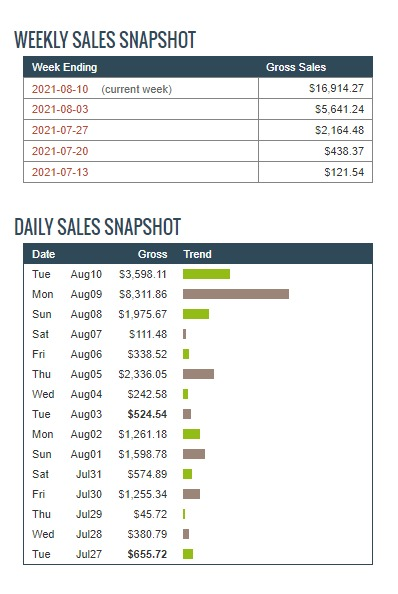 WEEKLY SALES SNAPSHOT
Week Ending Gross Sales
2021-08-10 (current week) $16,914.27
2021-08-03 $5,641.24
2021-07-27 $2,164.48
2021-07-20 $438.37
2021-07-13 $121.54
DAILY SALES SNAPSHOT
Date Gross Trend
Tue Aug10 $3,598.11
Mon Aug09 $8,311.86
Sun Aug08 $1,975.67
Sat Aug07 $111.48
Fri Aug06 $338.52
Thu Aug05 $2,336.05
Wed Aug04 $242.58
Tue Aug03 $524.54
Mon Aug02 $1,261.18
Sun Aug01 $1,598.78
Sat Jul31 $574.89
Fri Jul30 $1,255.34
Thu Jul29 $45.72
Wed Jul28 $380.79
Tue Jul27 $655.72